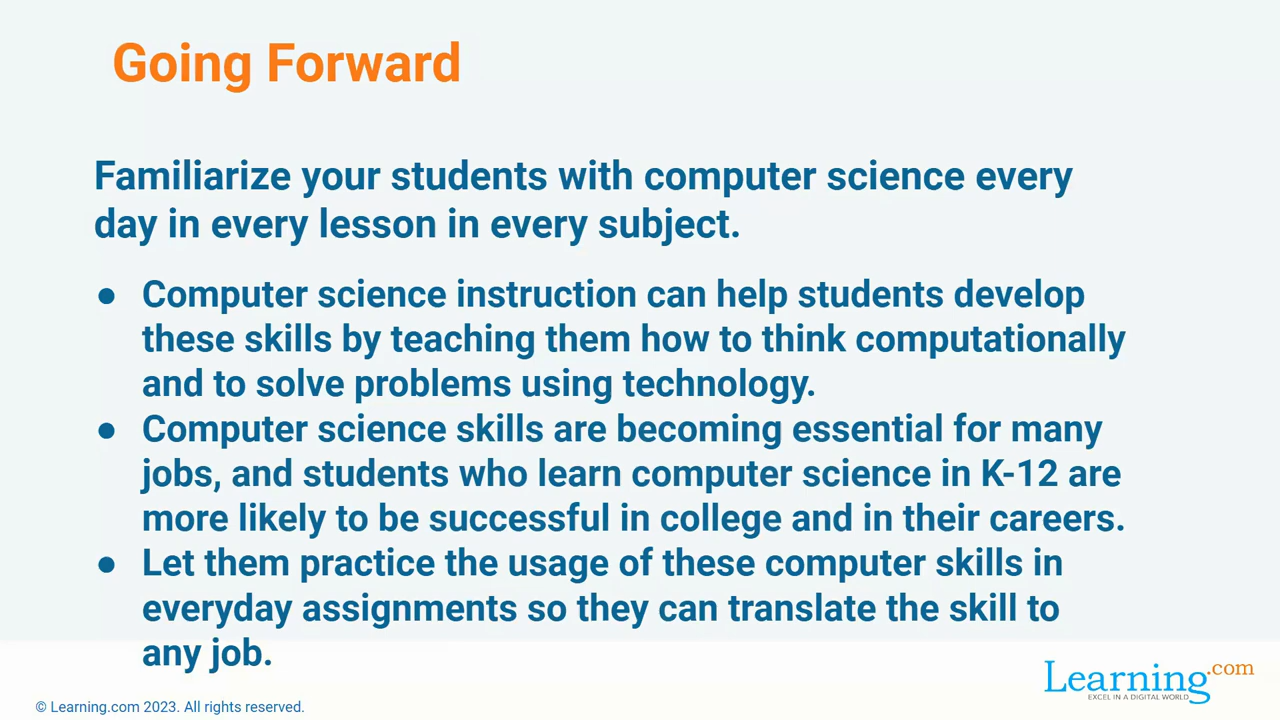 Going Forward
Familiarize your students with computer science every
day in every lesson in every subject.
● Computer science instruction can help students develop
these skills by teaching them how to think computationally
and to solve problems using technology.
● Computer science skills are becoming essential for many
jobs, and students who learn computer science in K-12 are
more likely to be successful in college and in their careers.
● Let them practice the usage of these computer skills in
everyday assignments so they can translate the skill to
any job.
Learning.com
EXCEL IN A DIGITAL WORLD
© Learning.com 2023. All rights reserved.